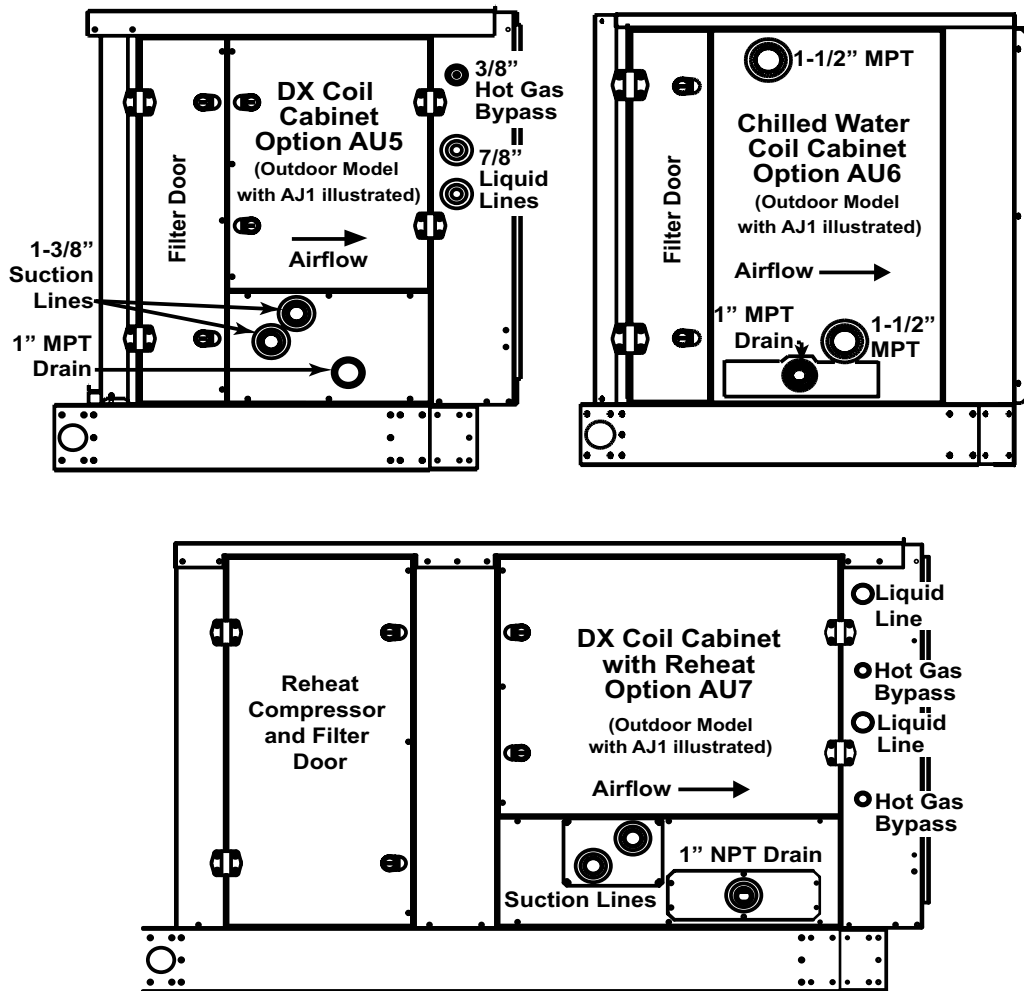 DX Coil
Cabinet
Option AU5
(Outdoor Model
with AJ1 illustrated)
Airflow
Filter Door
3/8”
Hot Gas
Bypass
7/8”
Liquid
Lines
1-3/8”
Suction
Lines
1” MPT
Drain
1-1/2” MPT
Chilled Water
Coil Cabinet
Option AU6
(Outdoor Model
with AJ1 illustrated)
Filter Door
Airflow
1” MPT
Drain
1-1/2”
MPT
Reheat
Compressor
and Filter
Door
DX Coil Cabinet
with Reheat
Option AU7
(Outdoor Model
with AJ1 illustrated)
Airflow
Liquid
Line
Hot Gas
Bypass
Liquid
Line
Hot Gas
Bypass
1” NPT Drain
Suction Lines